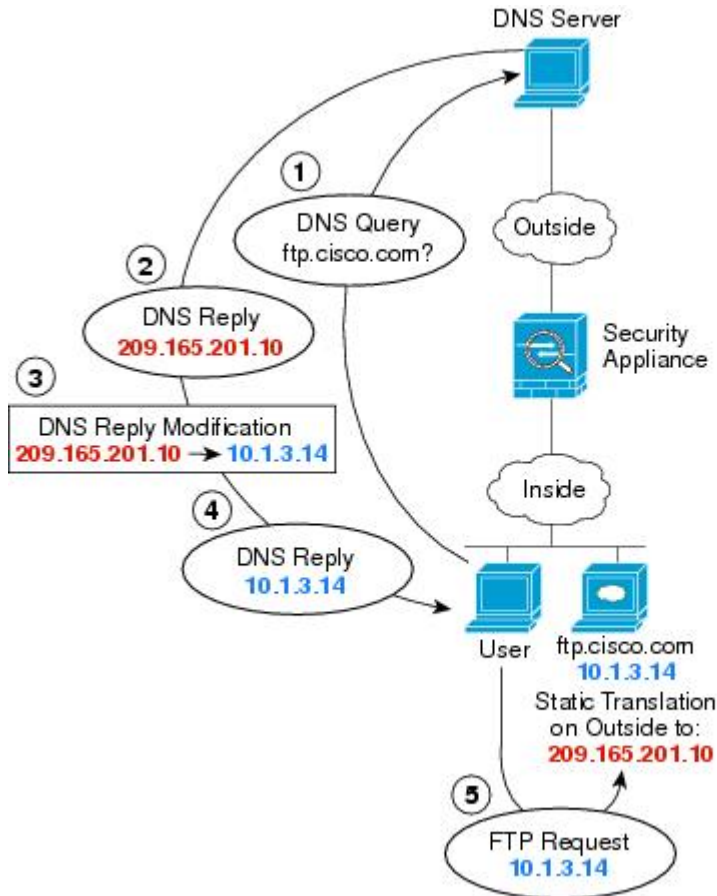 DNS Server
1
DNS Query
ftp.cisco.com?
Outside
2
DNS Reply
209.165.201.10
Security
Appliance
3
DNS Reply Modification
209.165.201.10 → 10.1.3.14
Inside
4
DNS Reply
10.1.3.14
User
ftp.cisco.com
10.1.3.14
Static Translation
on Outside to:
209.165.201.10
5
FTP Request
10.1.3.14